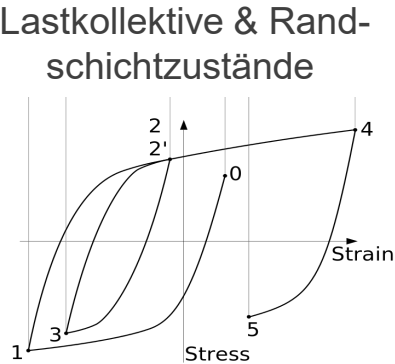 Lastkollektive & Rand-
schichtzustände
2
2'
4
0
Strain
3
5
1
Stress